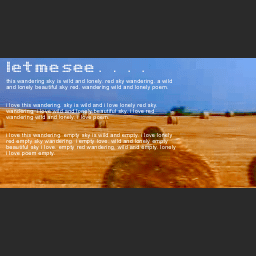 let me see. . . .
this wandering sky is wild and lonely. red sky wandering. a wild.
and lonely beautiful sky red. wandering wild and lonely poem.
i love this wandering. sky is wild and i love lonely red sky.
wandering. i love wild and lonely beautiful sky. i love red.
wandering wild and lonely. i love poem.
i love this wandering. empty sky is wild and empty. i love lonely
red empty sky wandering. i empty love. wild and lonely empty
beautiful sky i love. empty red wandering. wild and empty. lonely
i love poem empty.